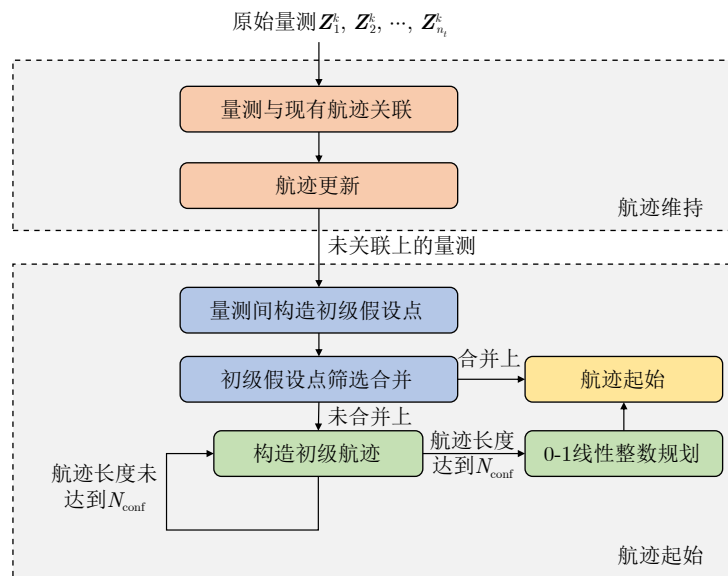 原始量测 Z₁ᵏ, Z₂ᵏ, ⋯, Zₙₜᵏ
量测与现有航迹关联
航迹更新
航迹维持
未关联上的量测
量测间构造初级假设点
初级假设点筛选合并
合并上
航迹起始
未合并上
构造初级航迹
航迹长度
达到N_conf
0-1线性整数规划
航迹长度未
达到N_conf
航迹起始